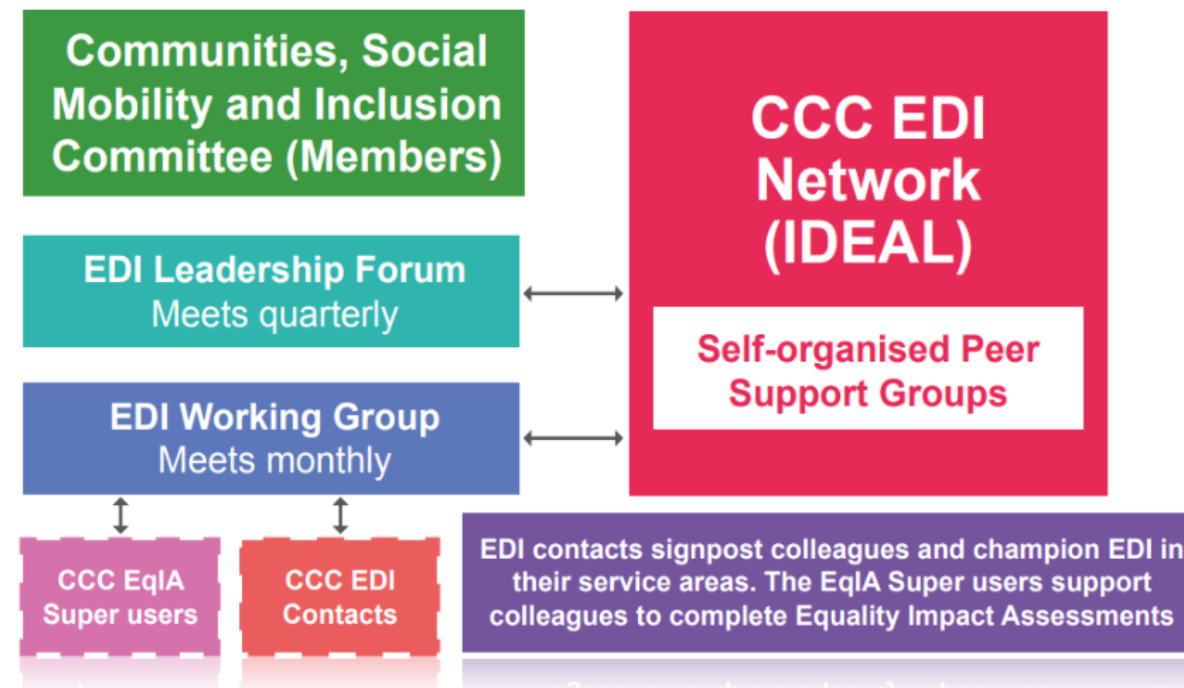 Communities, Social
Mobility and Inclusion
Committee (Members)
EDI Leadership Forum
Meets quarterly
EDI Working Group
Meets monthly
CCC EDI
Network
(IDEAL)
Self-organised Peer
Support Groups
CCC EqIA
Super users
CCC EDI
Contacts
EDI contacts signpost colleagues and champion EDI in
their service areas. The EqIA Super users support
colleagues to complete Equality Impact Assessments